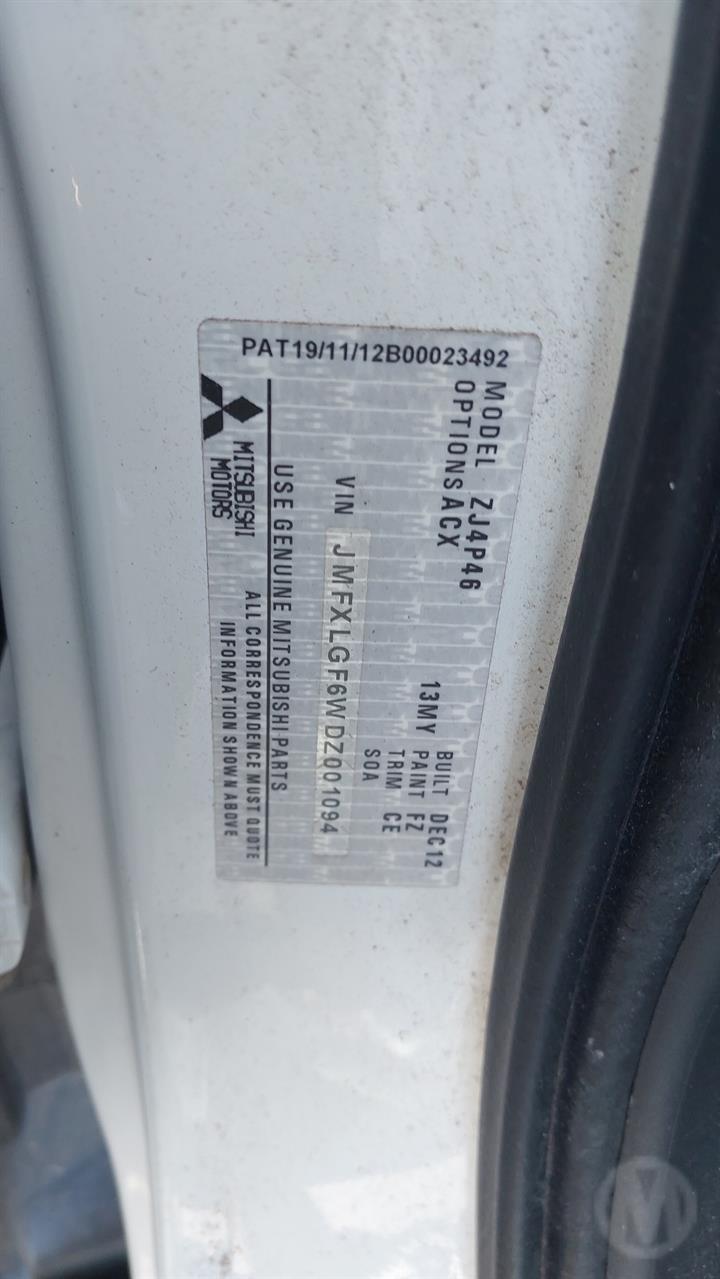 PAT19/11/12B00023492
MODEL ZJ4P46
OPTIONS ACX
BUILT DEC12
13MY PAINT FZ
TRIM CE
SOA
VIN JMFXLGF6WDZ001094
USE GENUINE MITSUBISHI PARTS
MITSUBISHI
MOTORS
ALL CORRESPONDENCE MUST QUOTE
INFORMATION SHOWN ABOVE
M